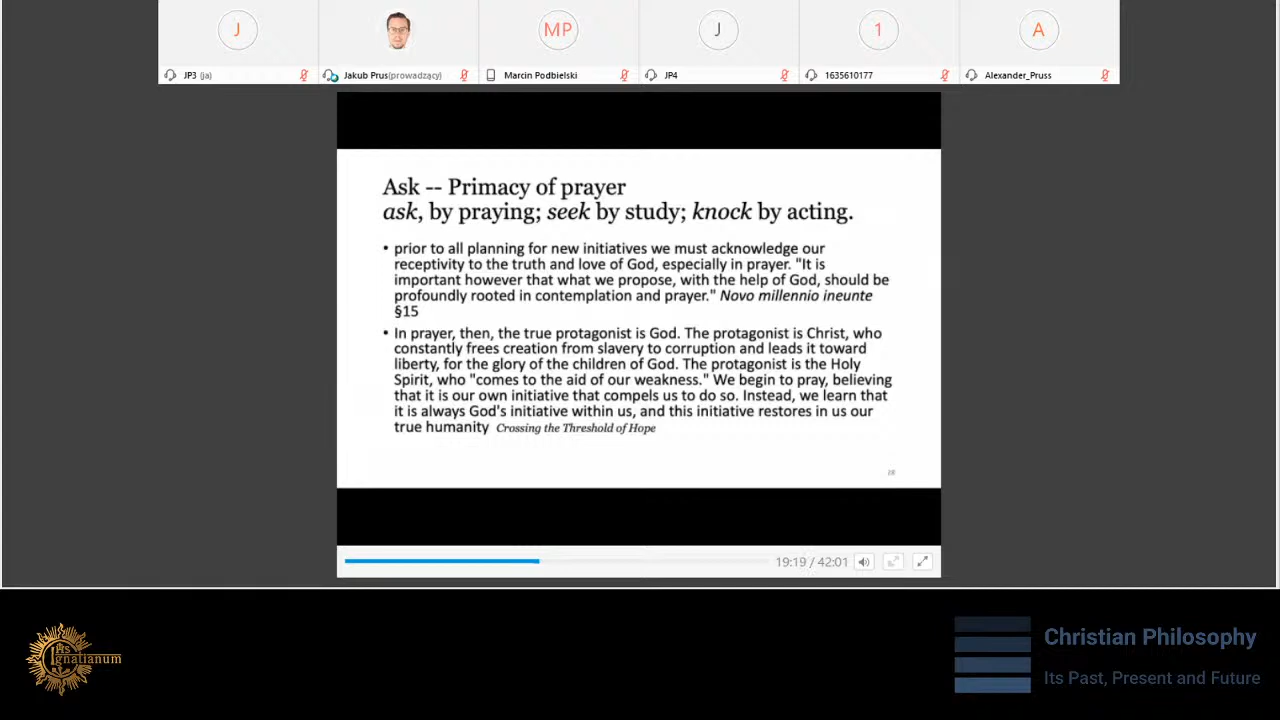 J
MP
J
1
A
JP3 (ja)
Jakub Prus(prowadzący)
Marcin Podbielski
JP4
1635610177
Alexander_Pruss
Ask -- Primacy of prayer
ask, by praying; seek by study; knock by acting.
• prior to all planning for new initiatives we must acknowledge our
receptivity to the truth and love of God, especially in prayer. "It is
important however that what we propose, with the help of God, should be
profoundly rooted in contemplation and prayer." Novo millennio ineunte
§15
• In prayer, then, the true protagonist is God. The protagonist is Christ, who
constantly frees creation from slavery to corruption and leads it toward
liberty, for the glory of the children of God. The protagonist is the Holy
Spirit, who "comes to the aid of our weakness." We begin to pray, believing
that it is our own initiative that compels us to do so. Instead, we learn that
it is always God's initiative within us, and this initiative restores in us our
true humanity Crossing the Threshold of Hope
28
19:19 / 42:01
Ignatianum
Christian Philosophy
Its Past, Present and Future